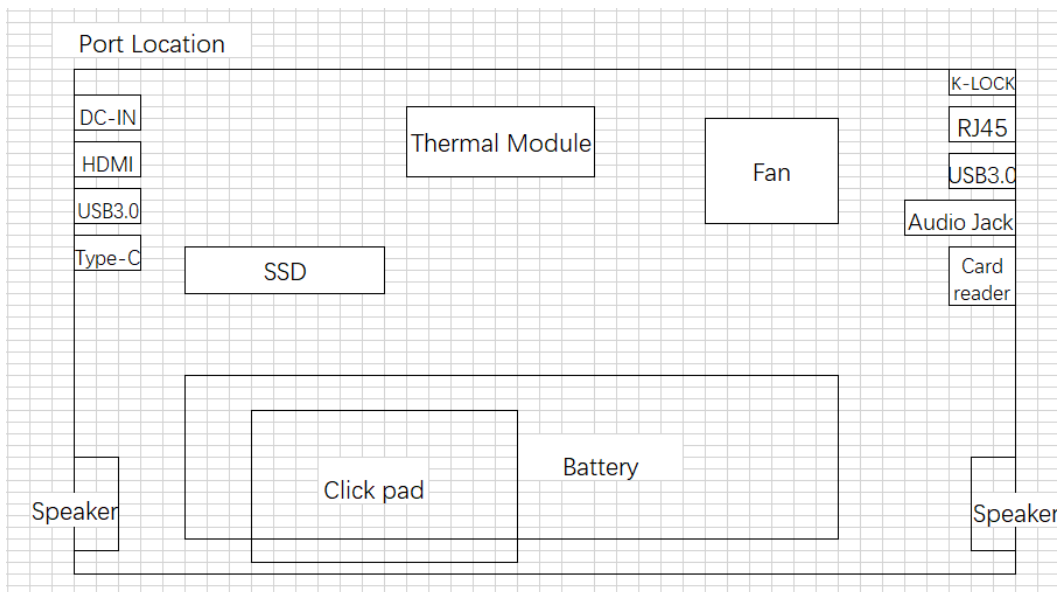 Port Location
K-LOCK
DC-IN
RJ45
Thermal Module
HDMI
Fan
USB3.0
USB3.0
Audio Jack
Type-C
SSD
Card
reader
Battery
Click pad
Speaker
Speaker